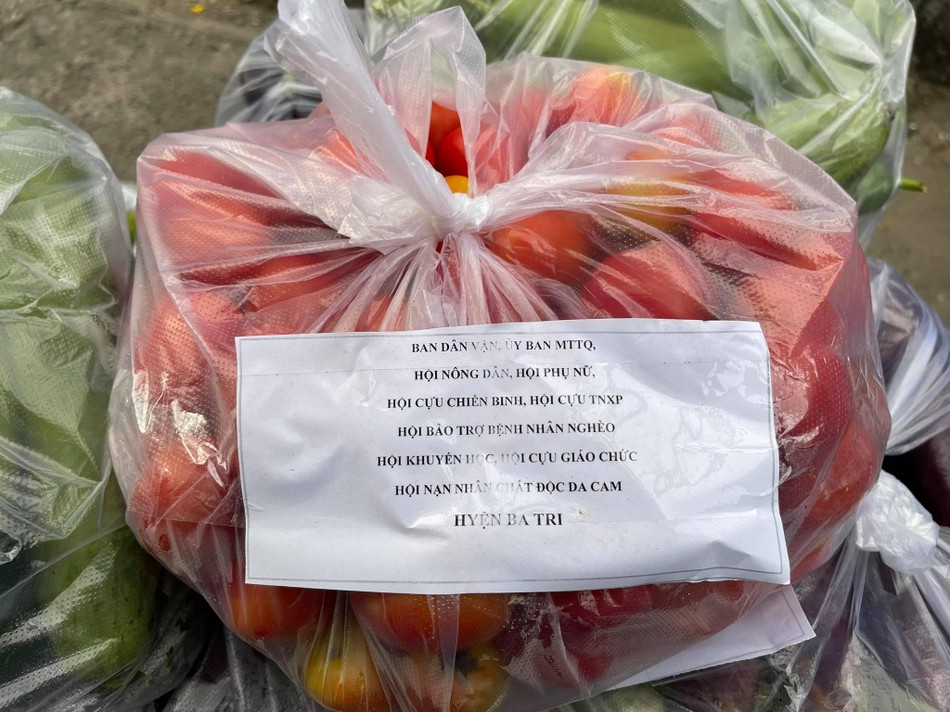 BAN DÂN VẬN, ỦY BAN MTTQ,
HỘI NÔNG DÂN, HỘI PHỤ NỮ,
HỘI CỰU CHIẾN BINH, HỘI CỰU TNXP
HỘI BẢO TRỢ BỆNH NHÂN NGHÈO
HỘI KHUYẾN HỌC, HỘI CỰU GIÁO CHỨC
HỘI NẠN NHÂN CHẤT ĐỘC DA CAM
HYỆN BA TRI